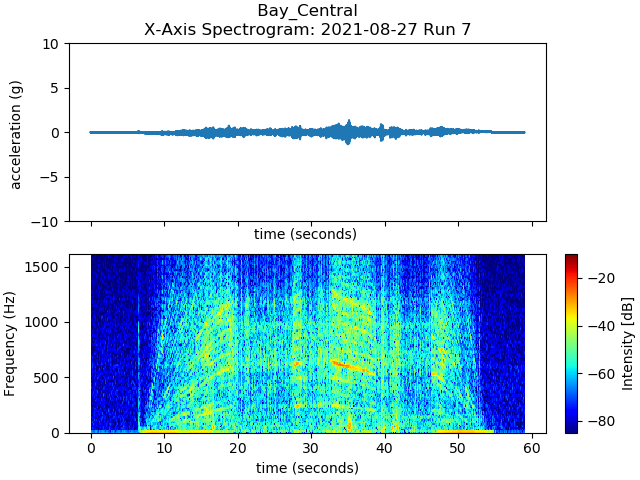 Bay_Central
X-Axis Spectrogram: 2021-08-27 Run 7
10
5
0
−5
−10
acceleration (g)
time (seconds)
1500
1000
500
0
Frequency (Hz)
0 10 20 30 40 50 60
time (seconds)
−20
−40
−60
−80
Intensity [dB]